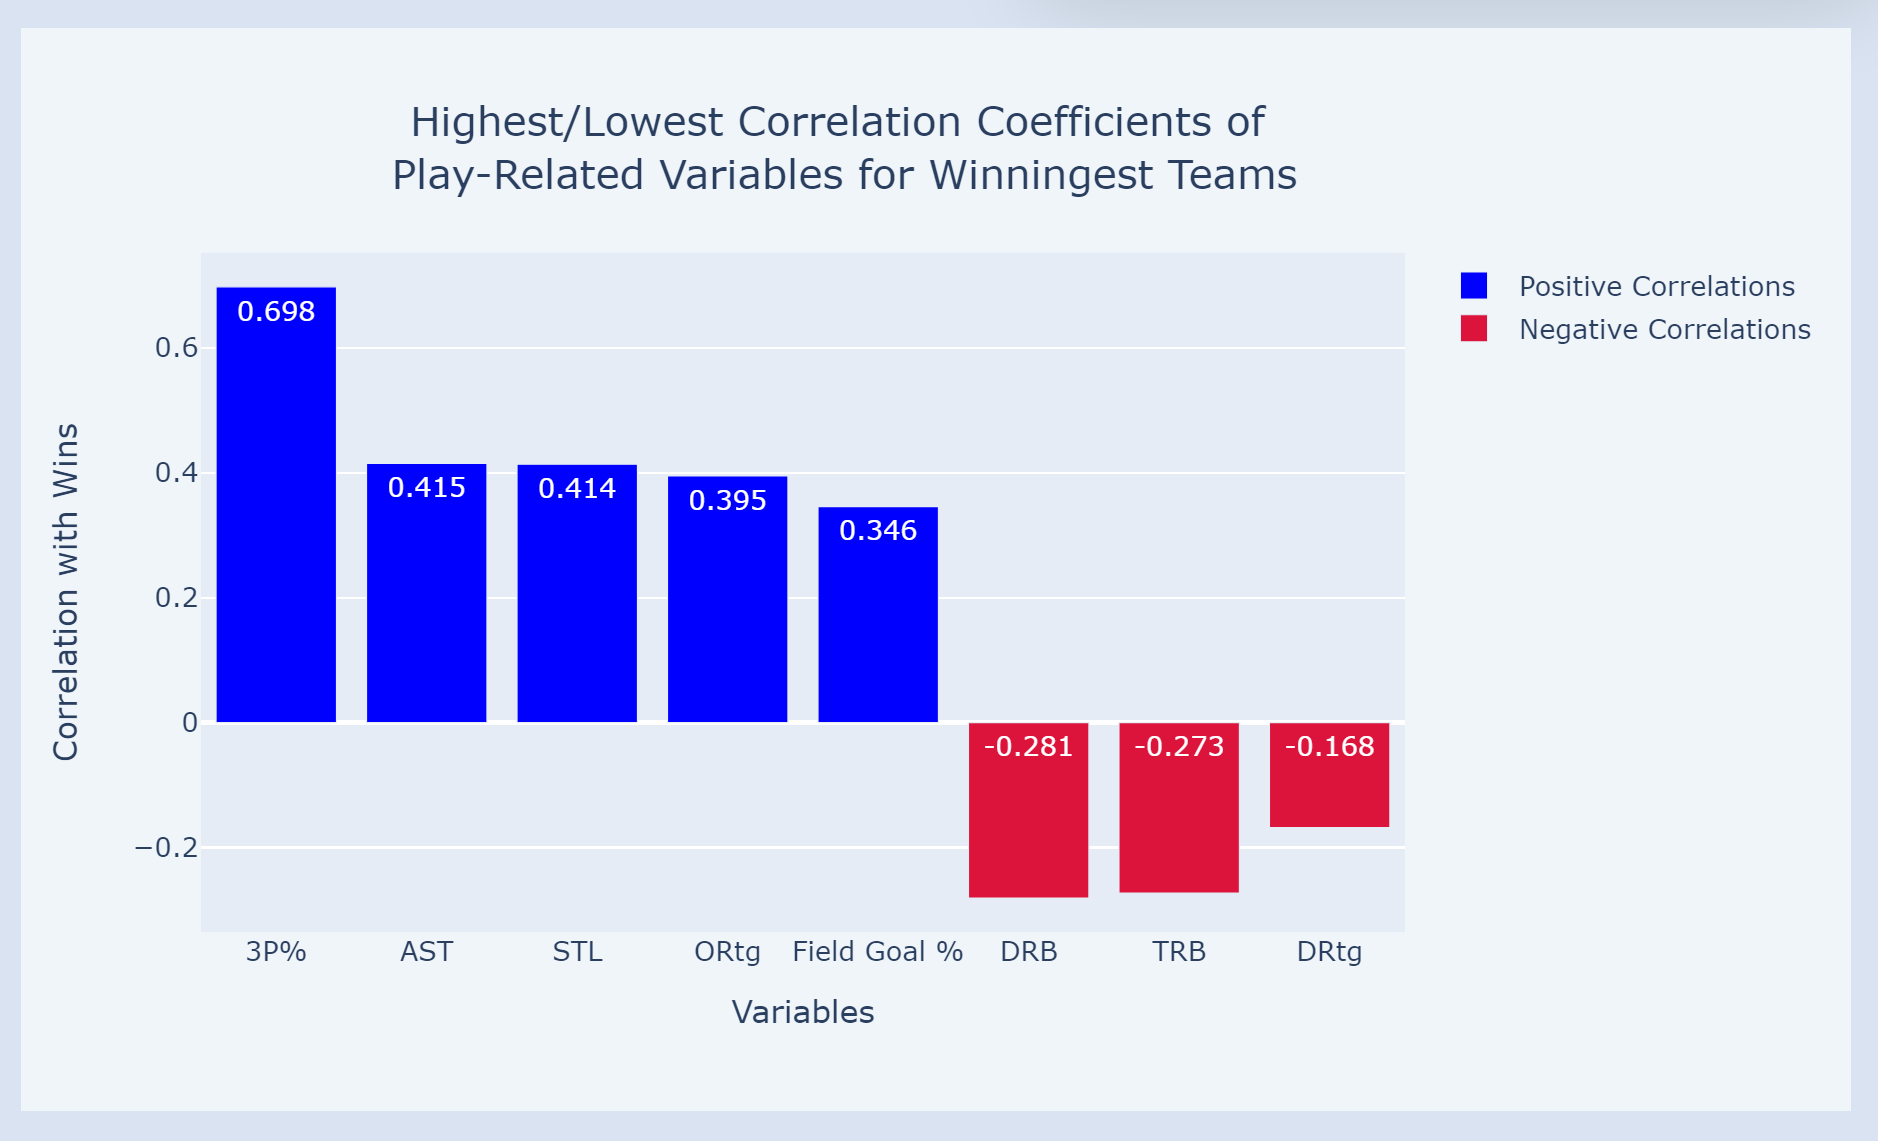 Highest/Lowest Correlation Coefficients of
Play-Related Variables for Winningest Teams
Positive Correlations
Negative Correlations
Correlation with Wins
0.6
0.4
0.2
0
−0.2
0.698
0.415
0.414
0.395
0.346
-0.281
-0.273
-0.168
3P%
AST
STL
ORtg
Field Goal %
DRB
TRB
DRtg
Variables